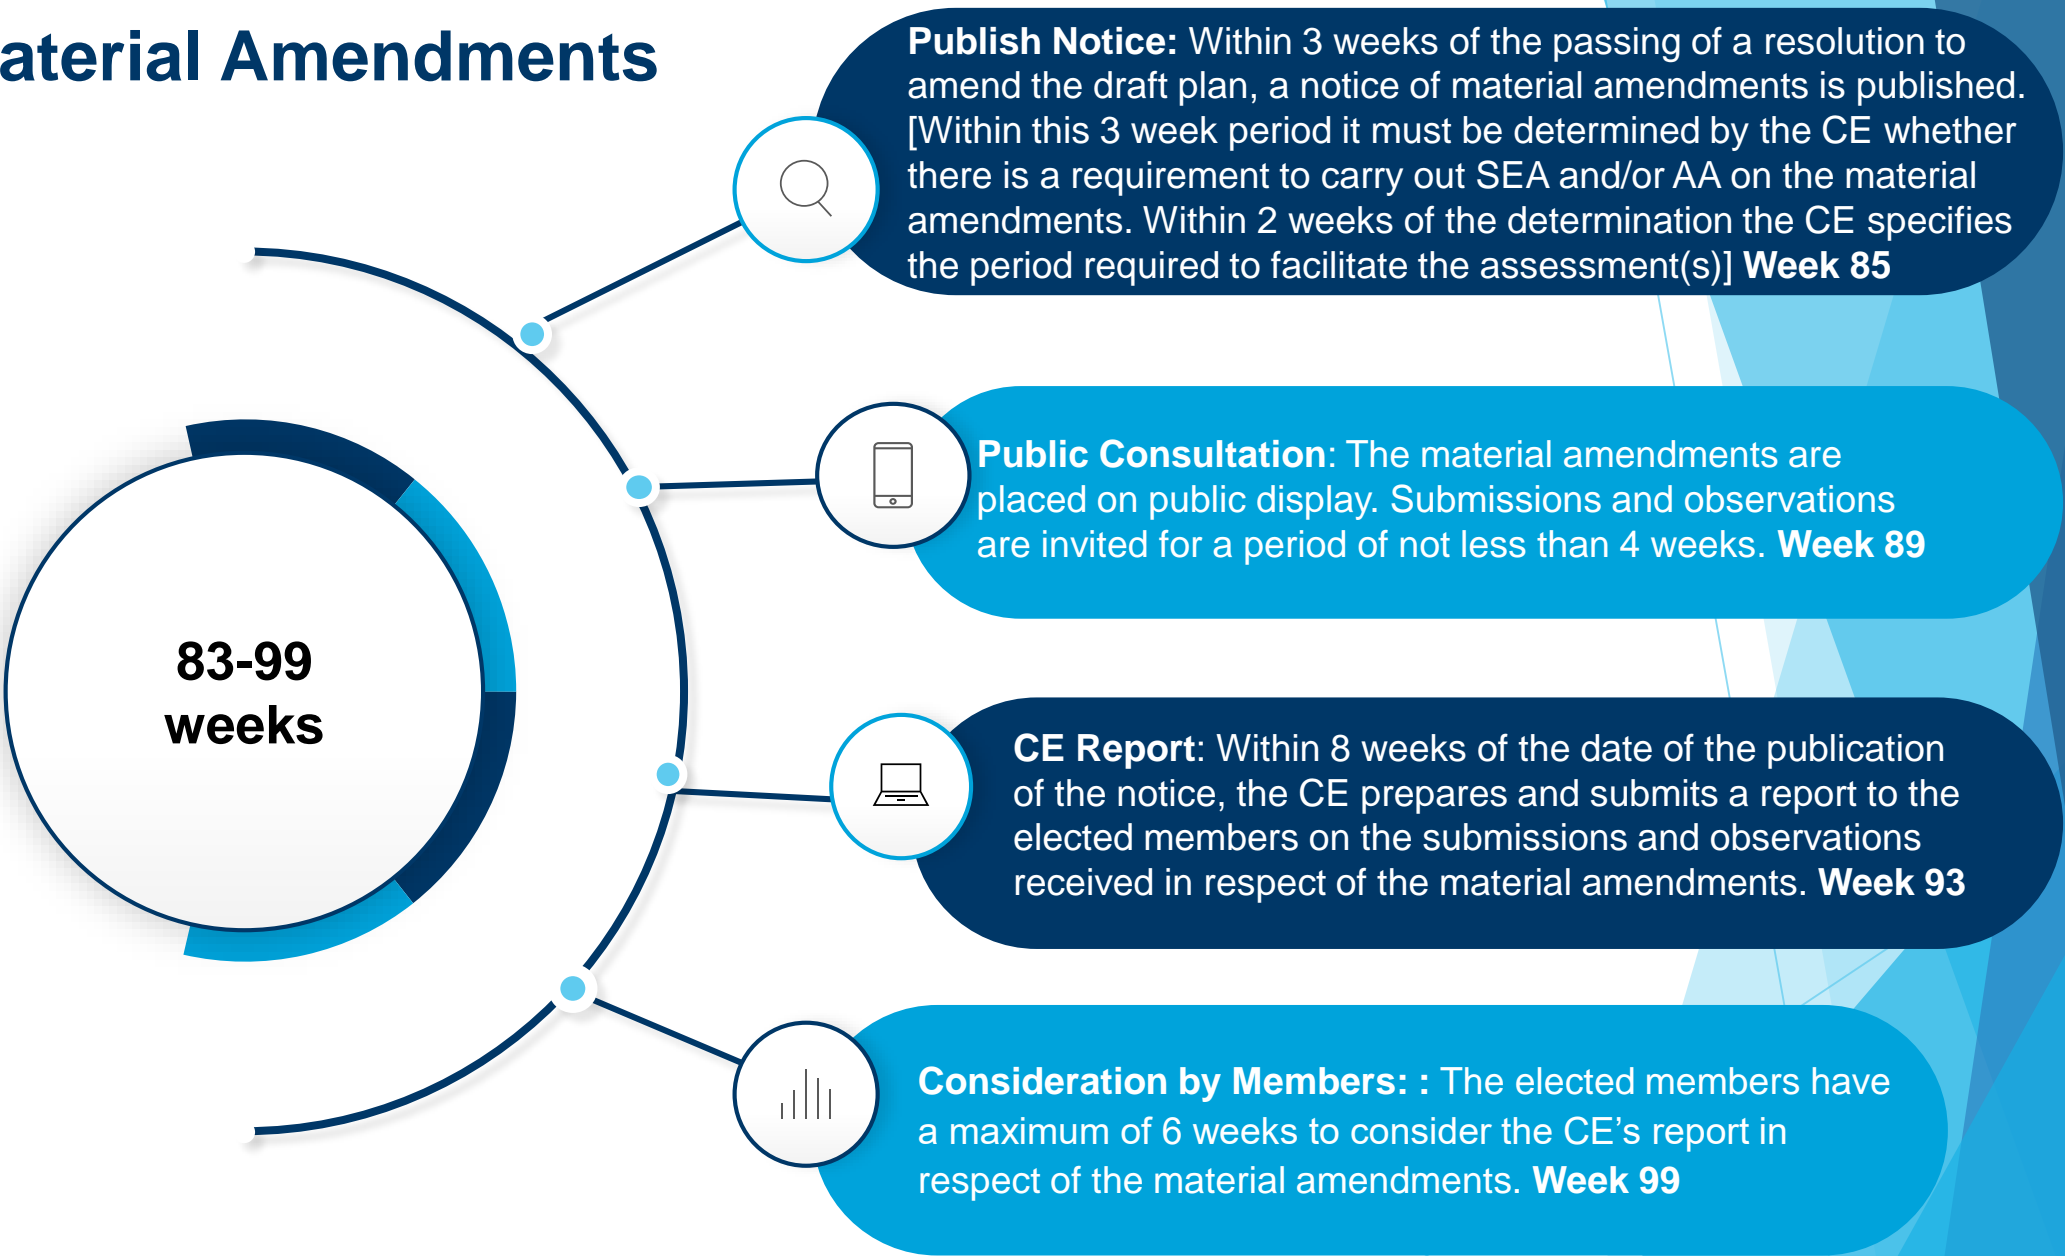 aterial Amendments
Publish Notice: Within 3 weeks of the passing of a resolution to
amend the draft plan, a notice of material amendments is published.
[Within this 3 week period it must be determined by the CE whether
there is a requirement to carry out SEA and/or AA on the material
amendments. Within 2 weeks of the determination the CE specifies
the period required to facilitate the assessment(s)] Week 85
Public Consultation: The material amendments are
placed on public display. Submissions and observations
are invited for a period of not less than 4 weeks. Week 89
83-99
weeks
CE Report: Within 8 weeks of the date of the publication
of the notice, the CE prepares and submits a report to the
elected members on the submissions and observations
received in respect of the material amendments. Week 93
Consideration by Members: : The elected members have
a maximum of 6 weeks to consider the CE’s report in
respect of the material amendments. Week 99